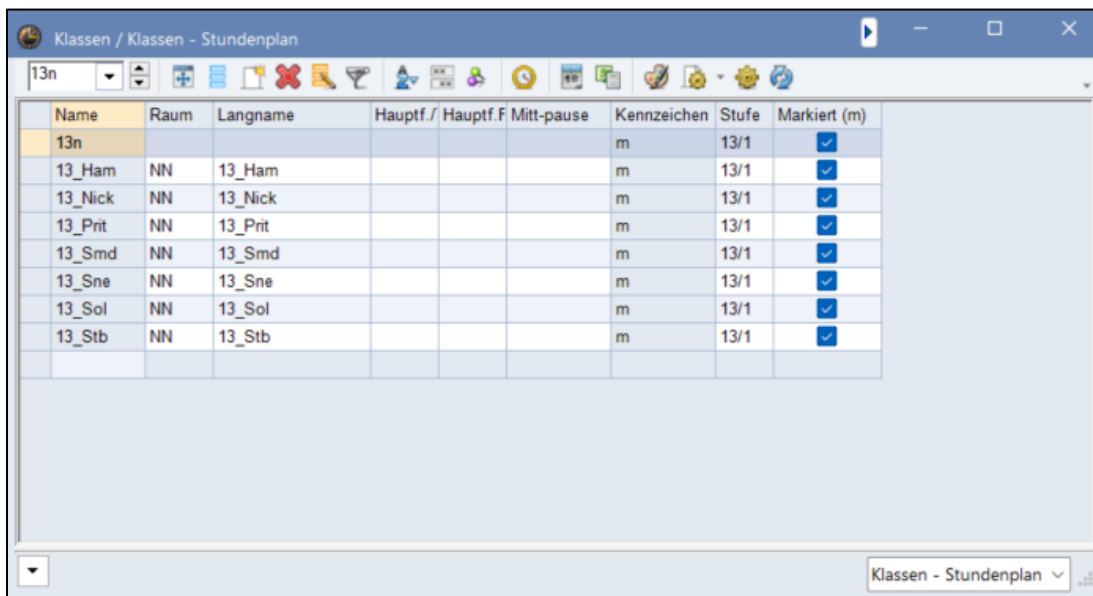 Klassen / Klassen - Stundenplan
13n
Name Raum Langname Hauptf./ Hauptf.F Mitt-pause Kennzeichen Stufe Markiert (m)
13n m 13/1
13_Ham NN 13_Ham m 13/1
13_Nick NN 13_Nick m 13/1
13_Prit NN 13_Prit m 13/1
13_Smd NN 13_Smd m 13/1
13_Sne NN 13_Sne m 13/1
13_Sol NN 13_Sol m 13/1
13_Stb NN 13_Stb m 13/1
Klassen - Stundenplan